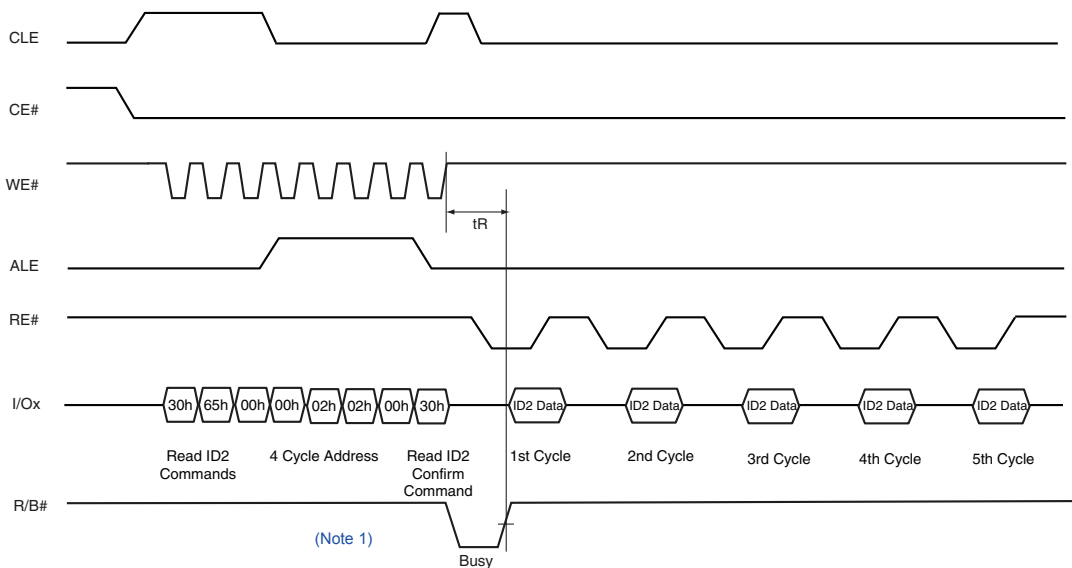 CLE
CE#
WE#
tR
ALE
RE#
I/Ox
30h 65h 00h 00h 02h 02h 00h 30h ID2 Data ID2 Data ID2 Data ID2 Data ID2 Data
Read ID2
Commands
4 Cycle Address
Read ID2
Confirm
Command
1st Cycle
2nd Cycle
3rd Cycle
4th Cycle
5th Cycle
R/B#
(Note 1)
Busy